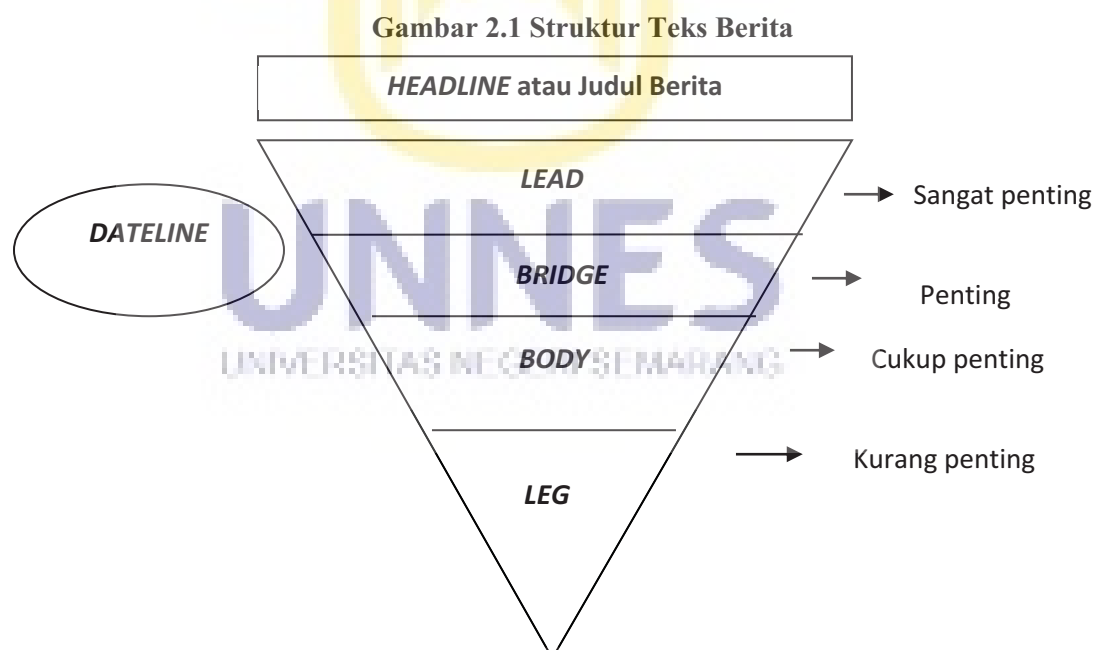 Gambar 2.1 Struktur Teks Berita
HEADLINE atau Judul Berita
LEAD
Sangat penting
DATELINE
BRIDGE
Penting
BODY
Cukup penting
LEG
Kurang penting
UNNES
UNIVERSITAS NEGERI SEMARANG